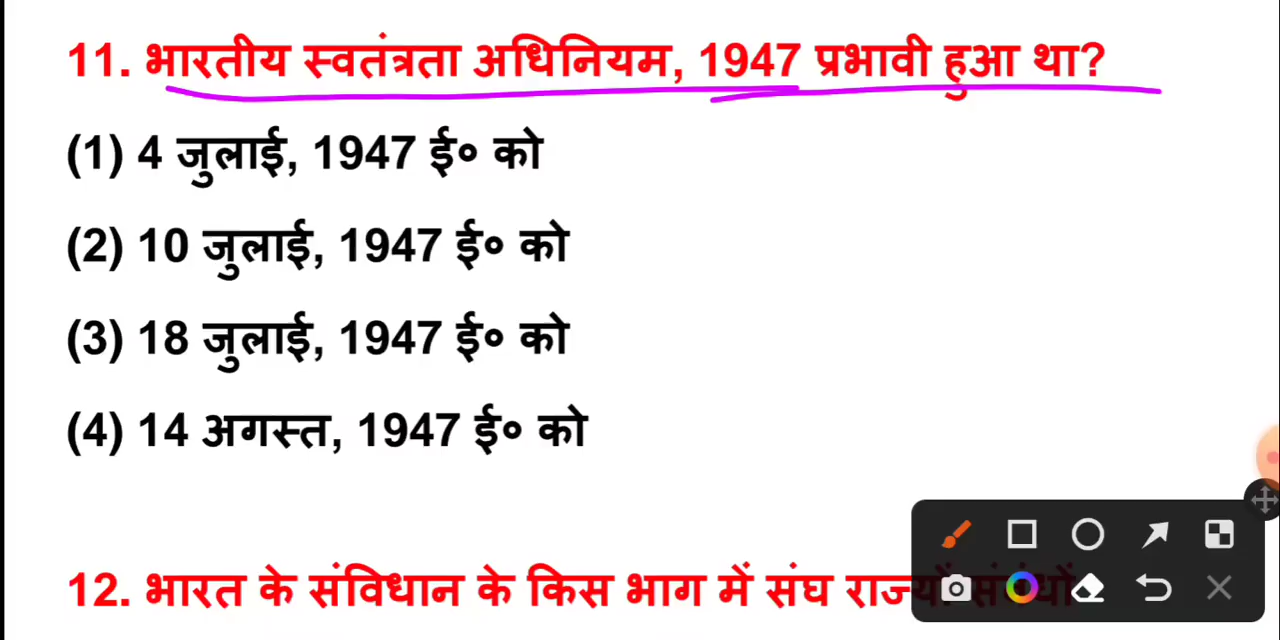 11. भारतीय स्वतंत्रता अधिनियम, 1947 प्रभावी हुआ था?
(1) 4 जुलाई, 1947 ई० को
(2) 10 जुलाई, 1947 ई० को
(3) 18 जुलाई, 1947 ई० को
(4) 14 अगस्त, 1947 ई० को
12. भारत के संविधान के किस भाग में संघ राज्यों संबंधों